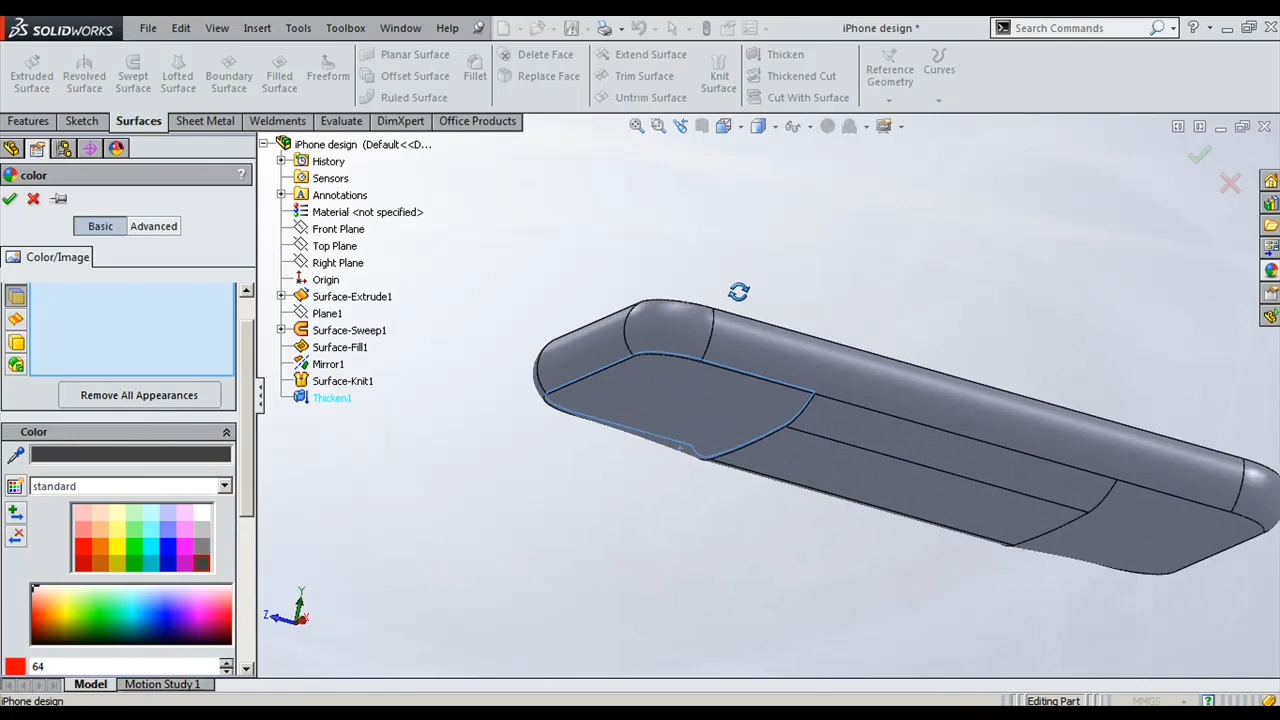 SOLIDWORKS File Edit View Insert Tools Toolbox Window Help iPhone design * Search Commands
Extruded Surface
Revolved Surface
Swept Surface
Lofted Surface
Boundary Surface
Filled Surface
Freeform
Planar Surface
Offset Surface
Ruled Surface
Fillet
Delete Face
Replace Face
Extend Surface
Trim Surface
Untrim Surface
Knit Surface
Thicken
Thickened Cut
Cut With Surface
Reference Geometry
Curves
Features Sketch Surfaces Sheet Metal Weldments Evaluate DimXpert Office Products
color ?
Basic Advanced
Color/Image
Remove All Appearances
Color
standard
64
iPhone design (Default<<D...
History
Sensors
Annotations
Material <not specified>
Front Plane
Top Plane
Right Plane
Origin
Surface-Extrude1
Plane1
Surface-Sweep1
Surface-Fill1
Mirror1
Surface-Knit1
Thicken1
Y
Z
X
Model Motion Study 1
iPhone design Editing Part MMGS